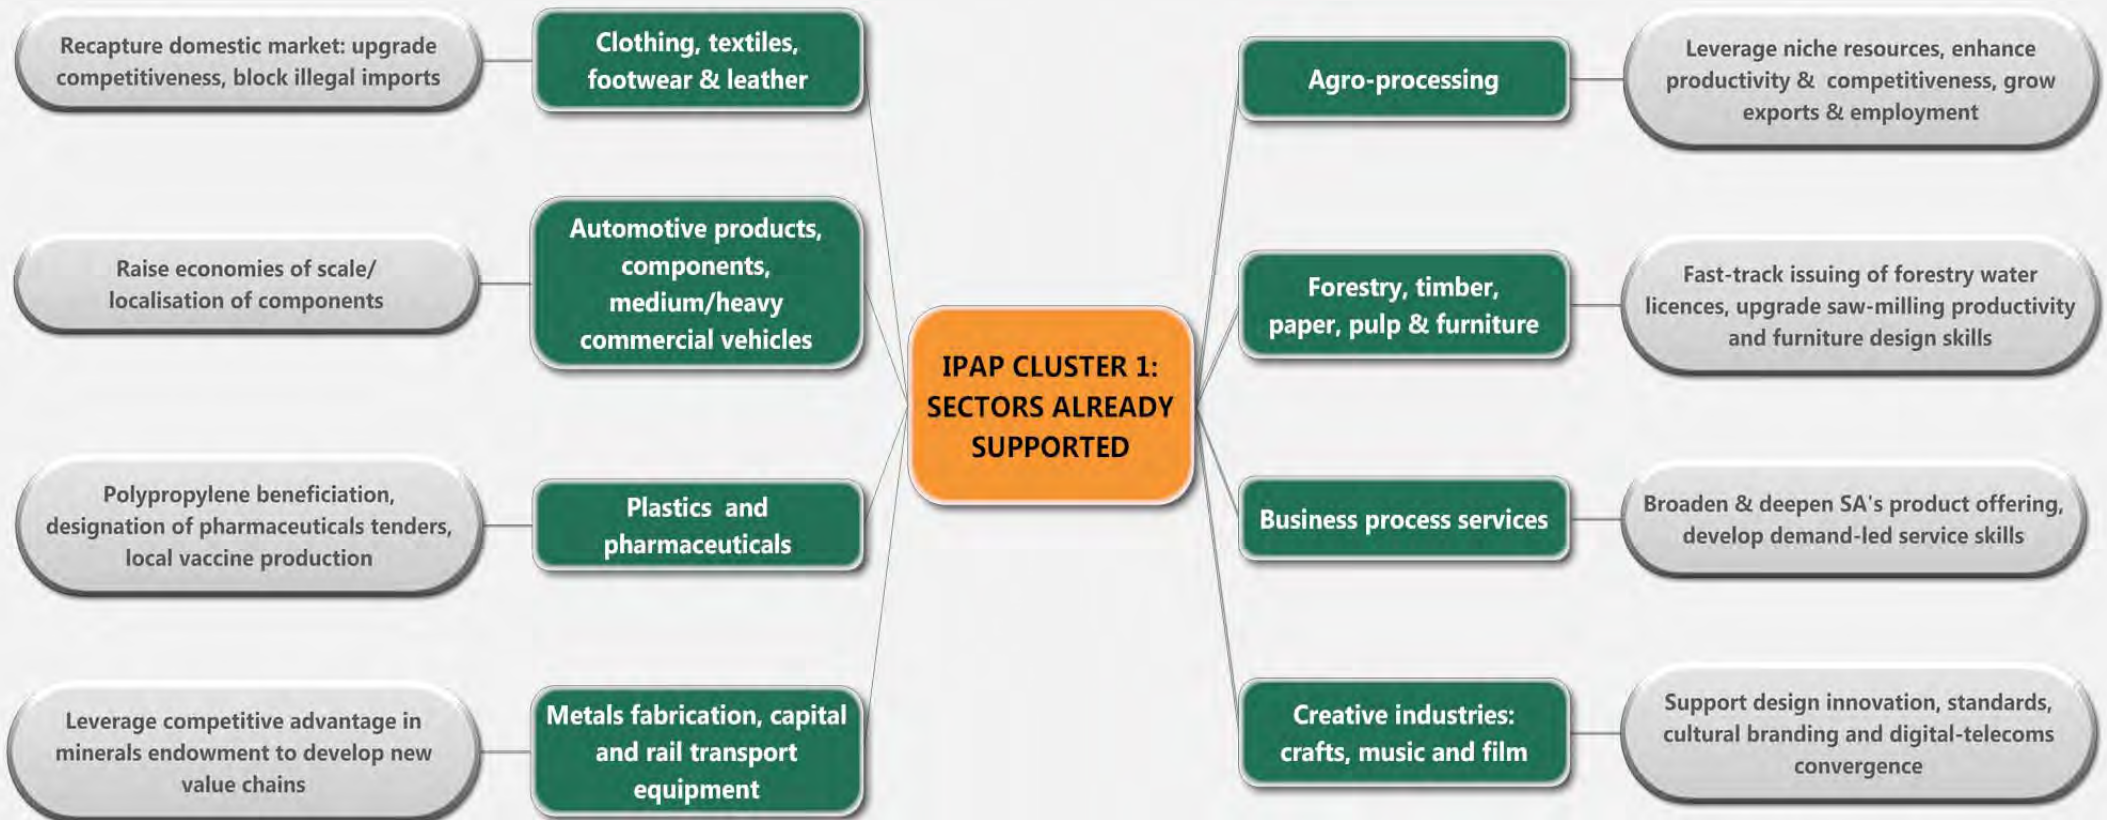 Recapture domestic market: upgrade
competitiveness, block illegal imports
Clothing, textiles,
footwear & leather
Raise economies of scale/
localisation of components
Automotive products,
components,
medium/heavy
commercial vehicles
Polypropylene beneficiation,
designation of pharmaceuticals tenders,
local vaccine production
Plastics and
pharmaceuticals
Leverage competitive advantage in
minerals endowment to develop new
value chains
Metals fabrication, capital
and rail transport
equipment
IPAP CLUSTER 1:
SECTORS ALREADY
SUPPORTED
Agro-processing
Leverage niche resources, enhance
productivity & competitiveness, grow
exports & employment
Forestry, timber,
paper, pulp & furniture
Fast-track issuing of forestry water
licences, upgrade saw-milling productivity
and furniture design skills
Business process services
Broaden & deepen SA's product offering,
develop demand-led service skills
Creative industries:
crafts, music and film
Support design innovation, standards,
cultural branding and digital-telecoms
convergence